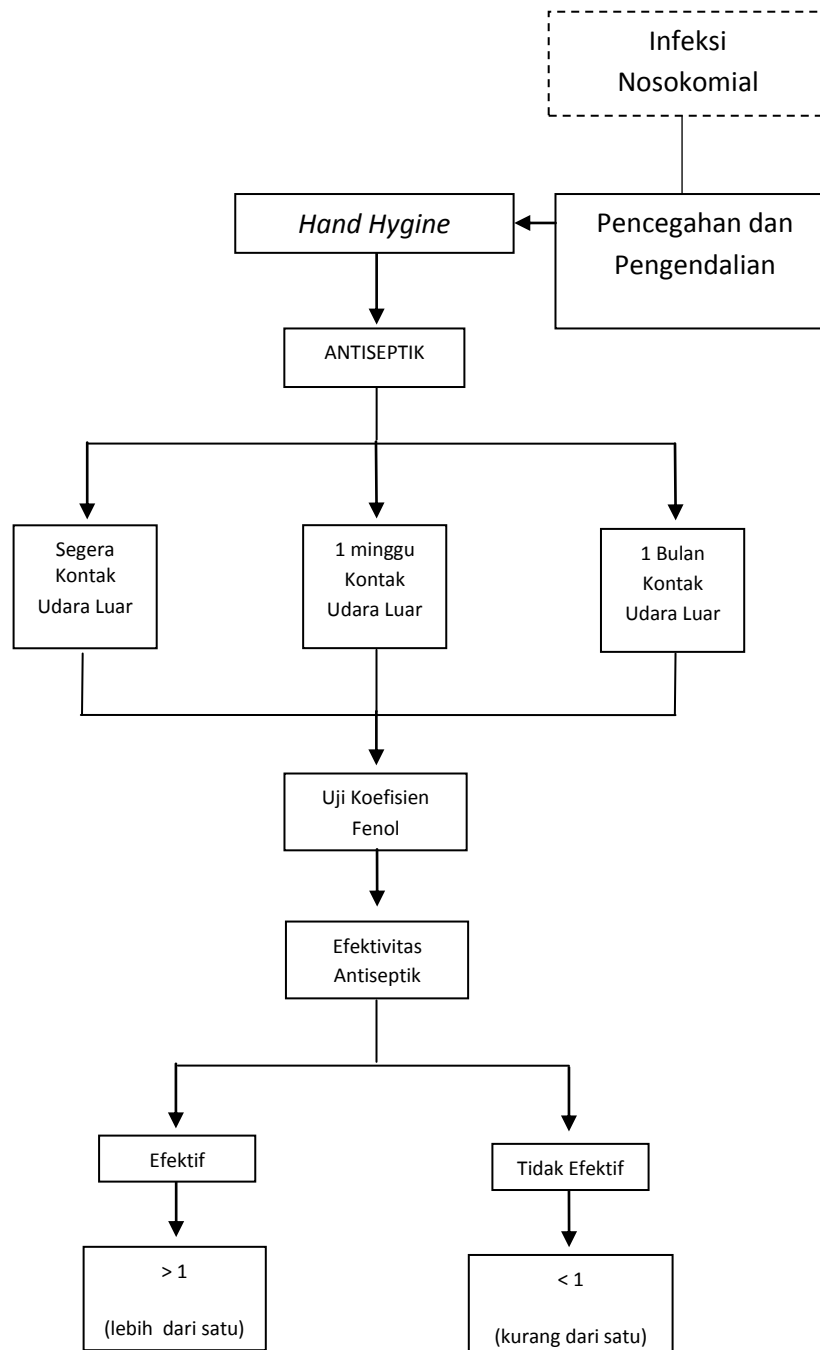 Infeksi
Nosokomial
Hand Hygine
Pencegahan dan
Pengendalian
ANTISEPTIK
Segera
Kontak
Udara Luar
1 minggu
Kontak
Udara Luar
1 Bulan
Kontak
Udara Luar
Uji Koefisien
Fenol
Efektivitas
Antiseptik
Efektif
Tidak Efektif
> 1
(lebih dari satu)
< 1
(kurang dari satu)